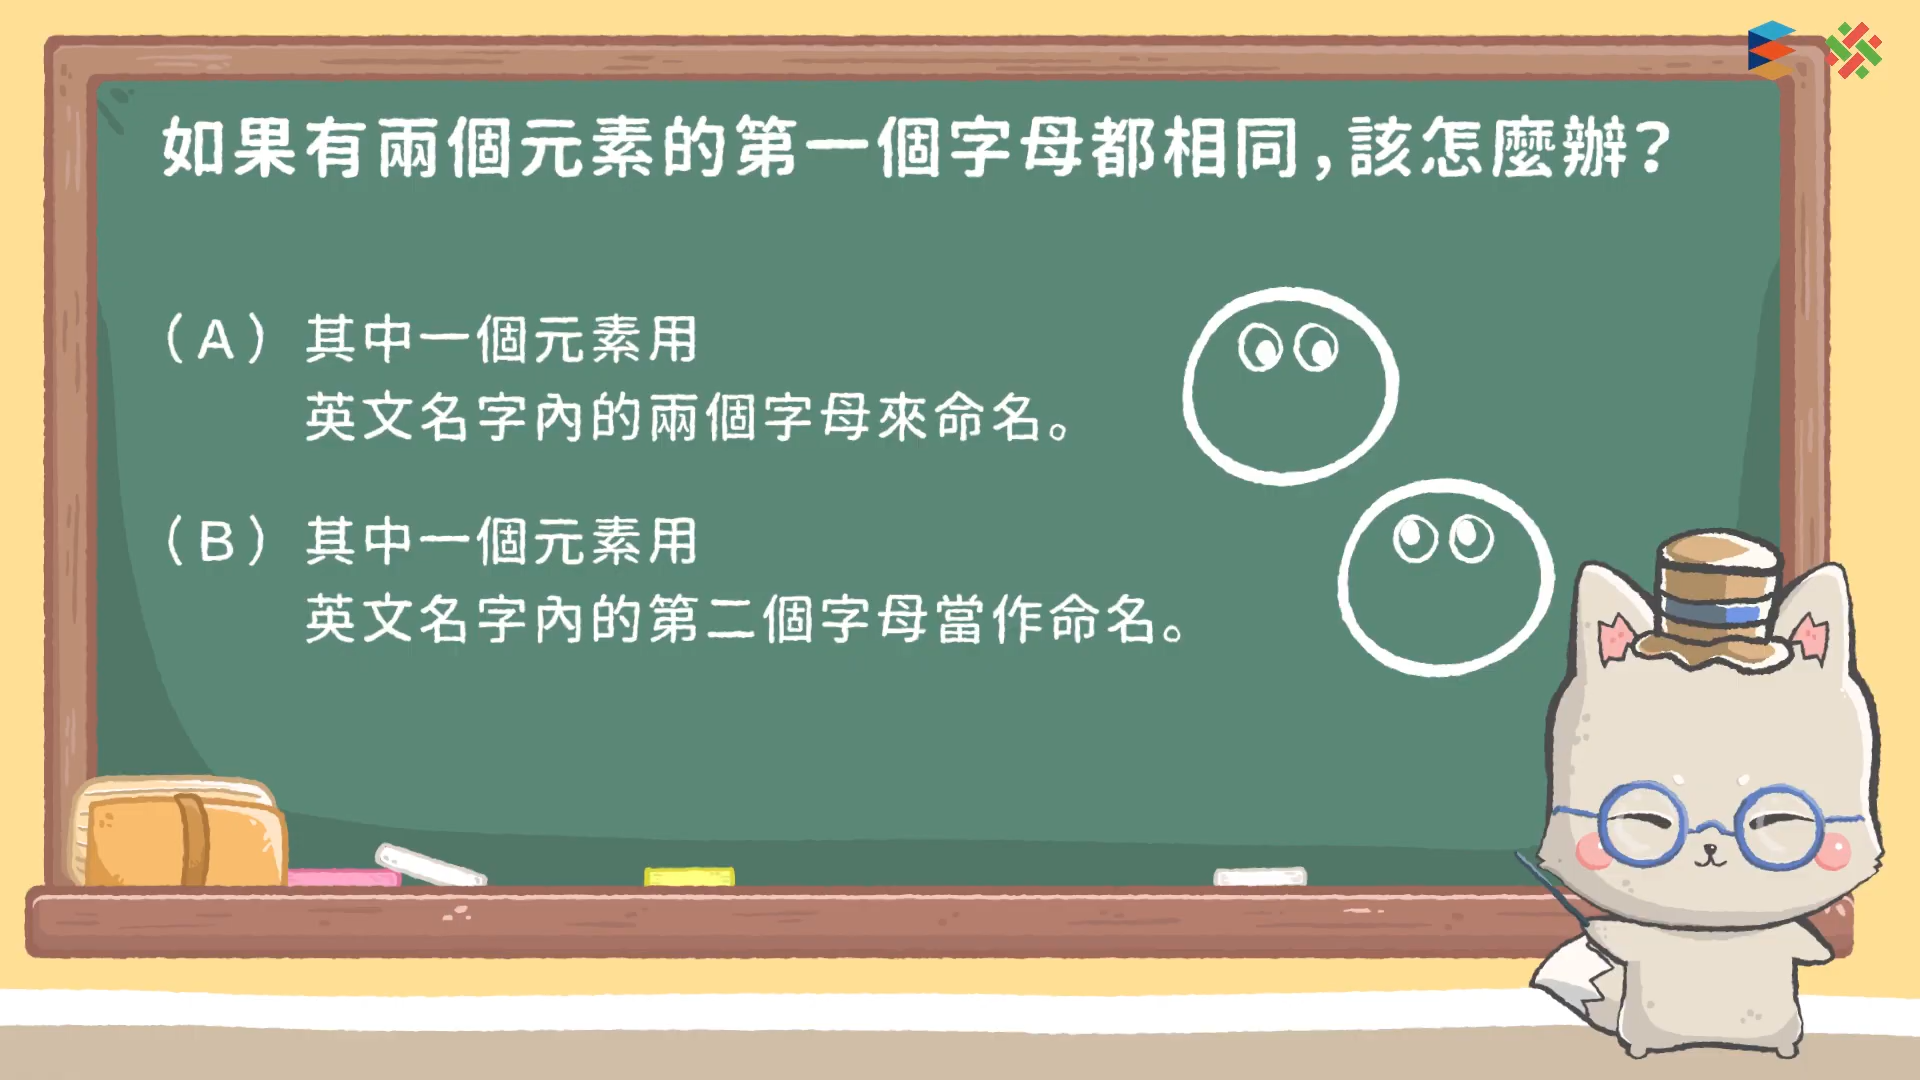 如果有兩個元素的第一個字母都相同，該怎麼辦？
（A）其中一個元素用
英文名字內的兩個字母來命名。
（B）其中一個元素用
英文名字內的第二個字母當作命名。